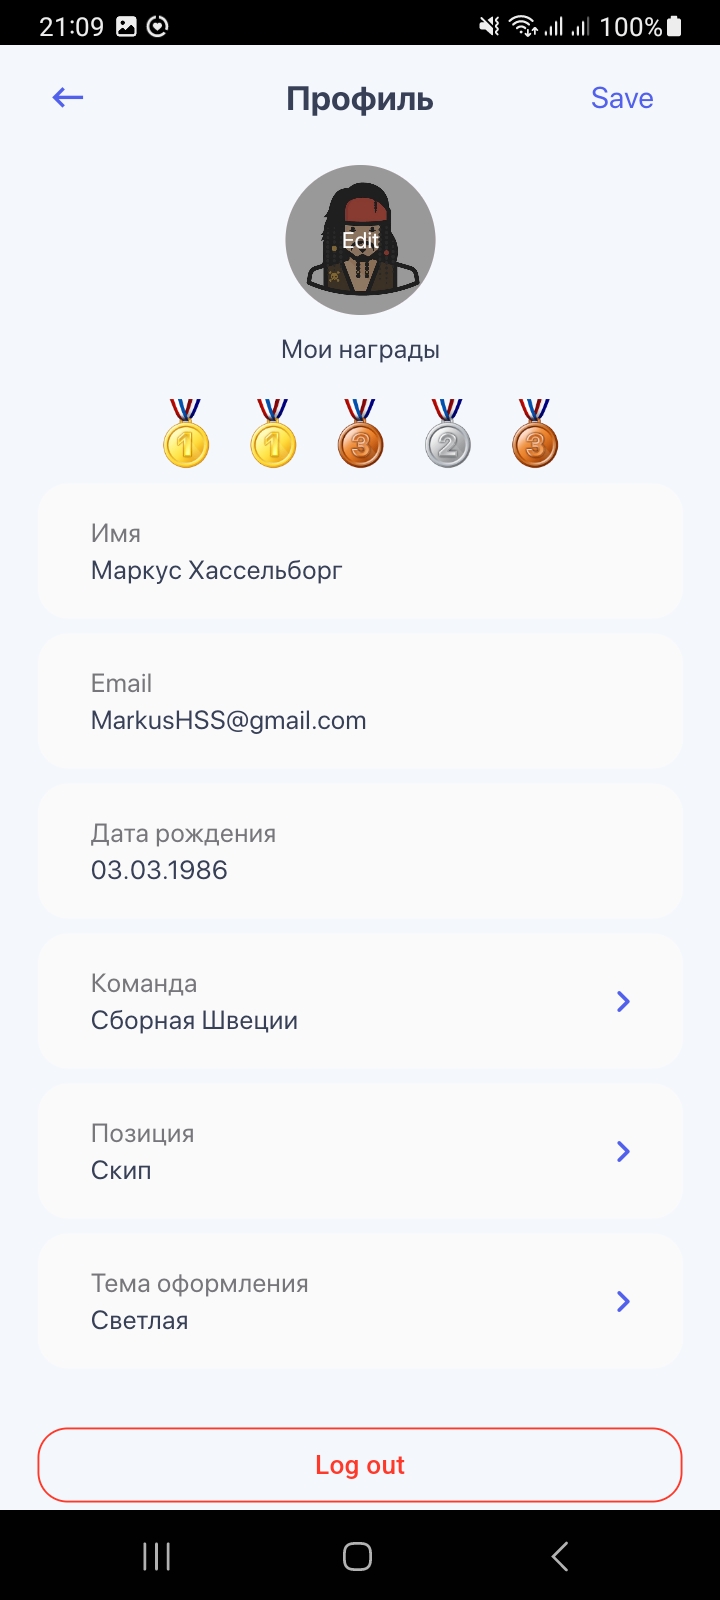 21:09 100%
Профиль Save
Edit
Мои награды
1 1 3 2 3
Имя
Маркус Хассельборг
Email
MarkusHSS@gmail.com
Дата рождения
03.03.1986
Команда
Сборная Швеции
Позиция
Скип
Тема оформления
Светлая
Log out